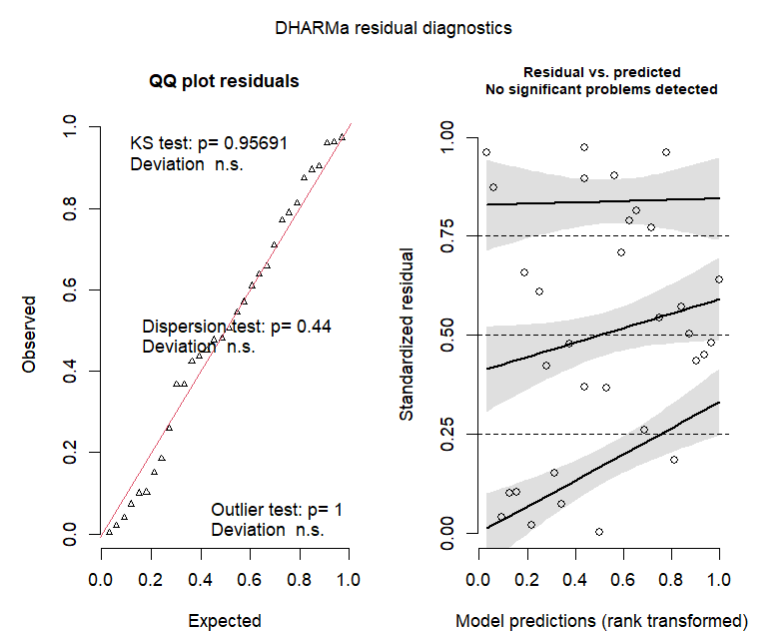 DHARMa residual diagnostics
QQ plot residuals
KS test: p= 0.95691
Deviation n.s.
Dispersion test: p= 0.44
Deviation n.s.
Outlier test: p= 1
Deviation n.s.
Observed
0.0 0.2 0.4 0.6 0.8 1.0
0.0 0.2 0.4 0.6 0.8 1.0
Expected
Residual vs. predicted
No significant problems detected
Standardized residual
0.00 0.25 0.50 0.75 1.00
0.0 0.2 0.4 0.6 0.8 1.0
Model predictions (rank transformed)